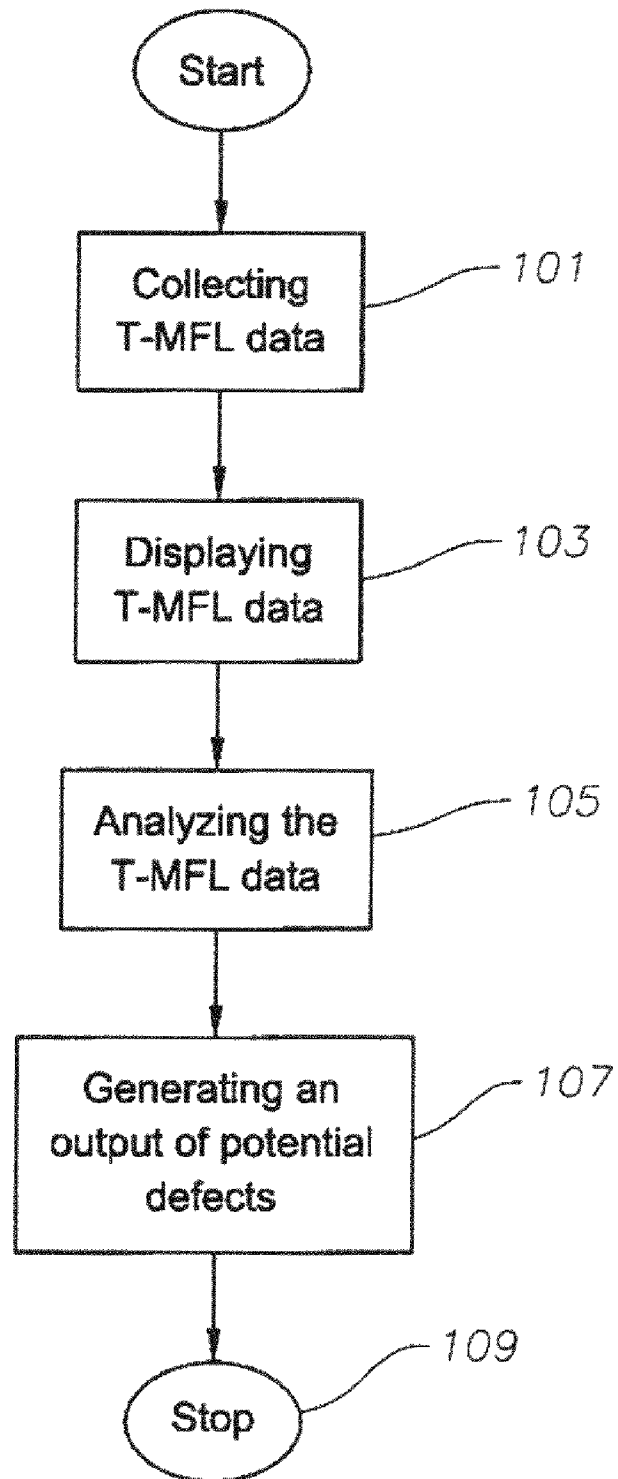 Start
Collecting
T-MFL data
101
Displaying
T-MFL data
103
Analyzing the
T-MFL data
105
Generating an
output of potential
defects
107
Stop
109